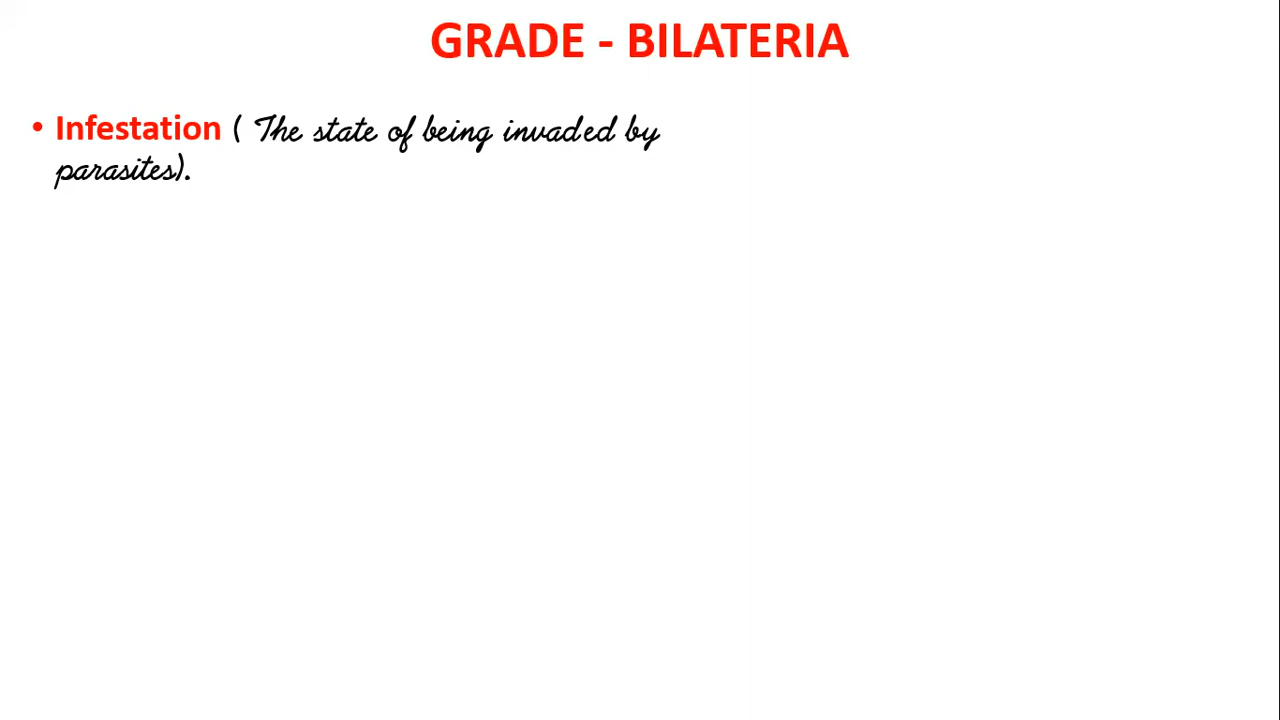 GRADE - BILATERIA
• Infestation ( The state of being invaded by
parasites).